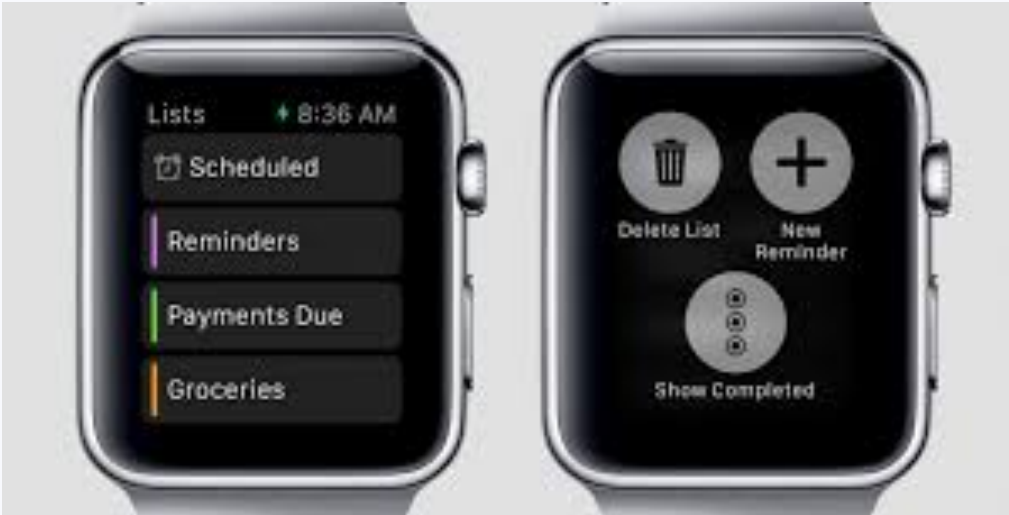 Lists 8:36 AM
Scheduled
Reminders
Payments Due
Groceries
Delete List
New
Reminder
Show Completed